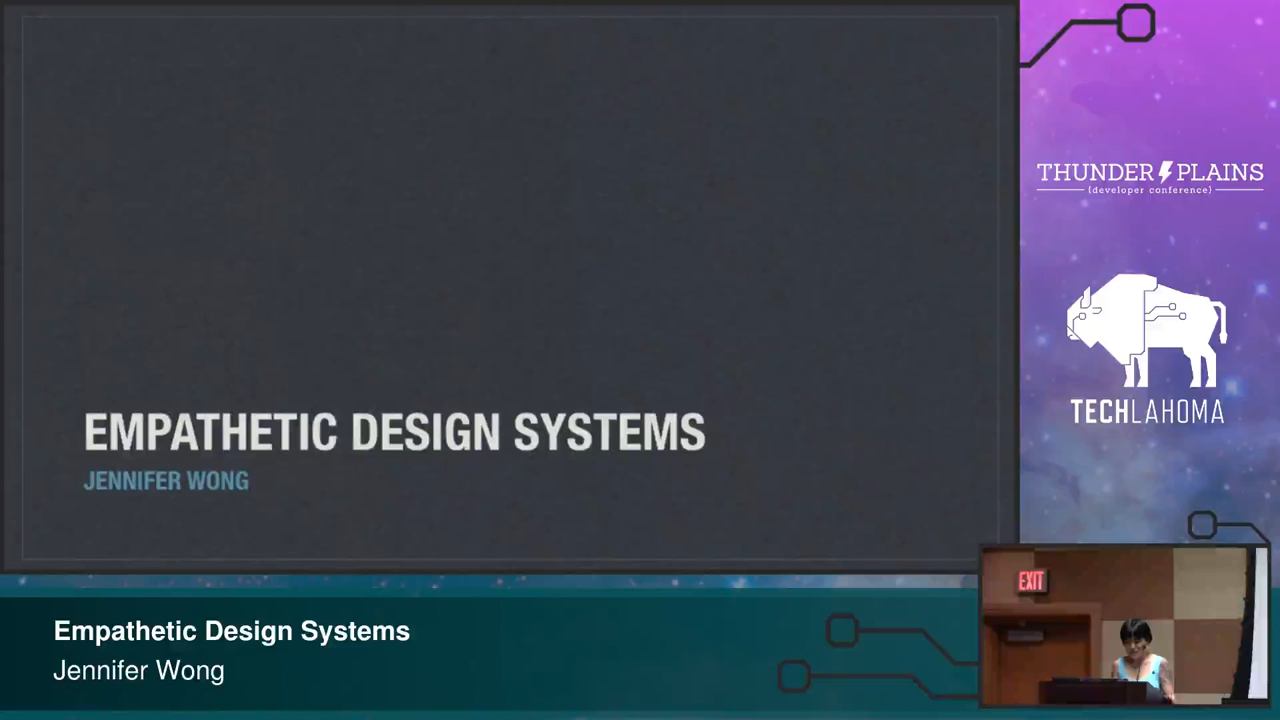 EMPATHETIC DESIGN SYSTEMS
JENNIFER WONG
THUNDER PLAINS
{developer conference}
TECHLAHOMA
EXIT
Empathetic Design Systems
Jennifer Wong